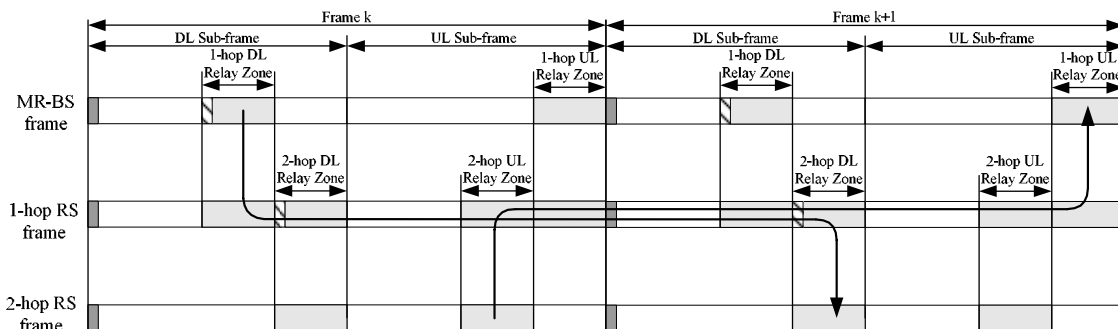 Frame k
Frame k+1
DL Sub-frame
UL Sub-frame
DL Sub-frame
UL Sub-frame
1-hop DL
Relay Zone
1-hop UL
Relay Zone
1-hop DL
Relay Zone
1-hop UL
Relay Zone
MR-BS
frame
2-hop DL
Relay Zone
2-hop UL
Relay Zone
2-hop DL
Relay Zone
2-hop UL
Relay Zone
1-hop RS
frame
2-hop RS
frame